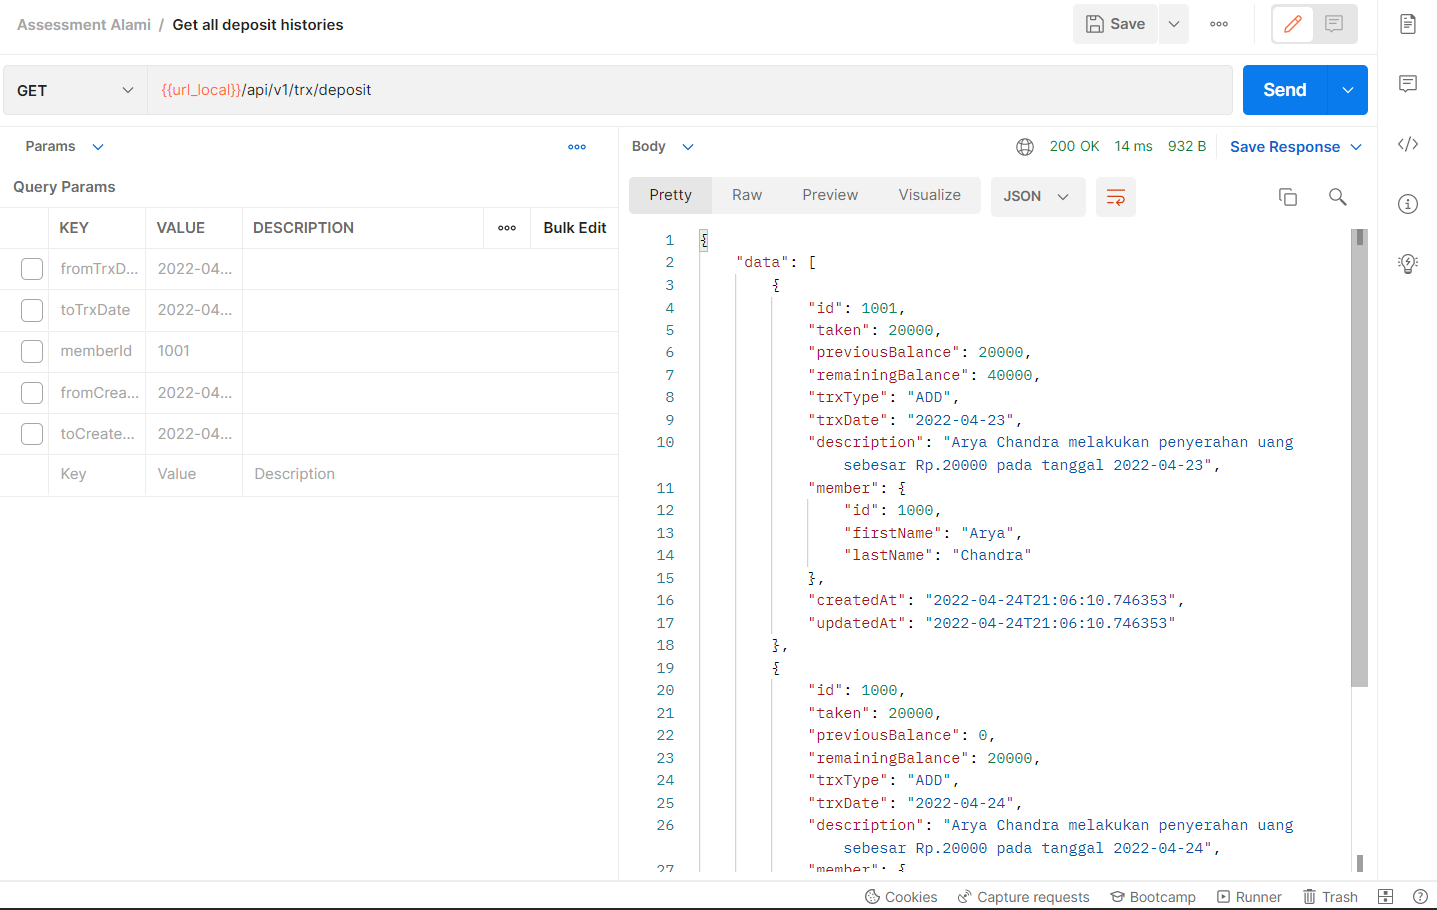 Assessment Alami / Get all deposit histories
Save
GET {{url_local}}/api/v1/trx/deposit
Send
Params
Query Params
KEY VALUE DESCRIPTION Bulk Edit
fromTrxD... 2022-04...
toTrxDate 2022-04...
memberId 1001
fromCrea... 2022-04...
toCreate... 2022-04...
Key Value Description
Body 200 OK 14 ms 932 B Save Response
Pretty Raw Preview Visualize JSON
1 {
2 "data": [
3 {
4 "id": 1001,
5 "taken": 20000,
6 "previousBalance": 20000,
7 "remainingBalance": 40000,
8 "trxType": "ADD",
9 "trxDate": "2022-04-23",
10 "description": "Arya Chandra melakukan penyerahan uang
sebesar Rp.20000 pada tanggal 2022-04-23",
11 "member": {
12 "id": 1000,
13 "firstName": "Arya",
14 "lastName": "Chandra"
15 },
16 "createdAt": "2022-04-24T21:06:10.746353",
17 "updatedAt": "2022-04-24T21:06:10.746353"
18 },
19 {
20 "id": 1000,
21 "taken": 20000,
22 "previousBalance": 0,
23 "remainingBalance": 20000,
24 "trxType": "ADD",
25 "trxDate": "2022-04-24",
26 "description": "Arya Chandra melakukan penyerahan uang
sebesar Rp.20000 pada tanggal 2022-04-24",
27 "member": {
Cookies Capture requests Bootcamp Runner Trash